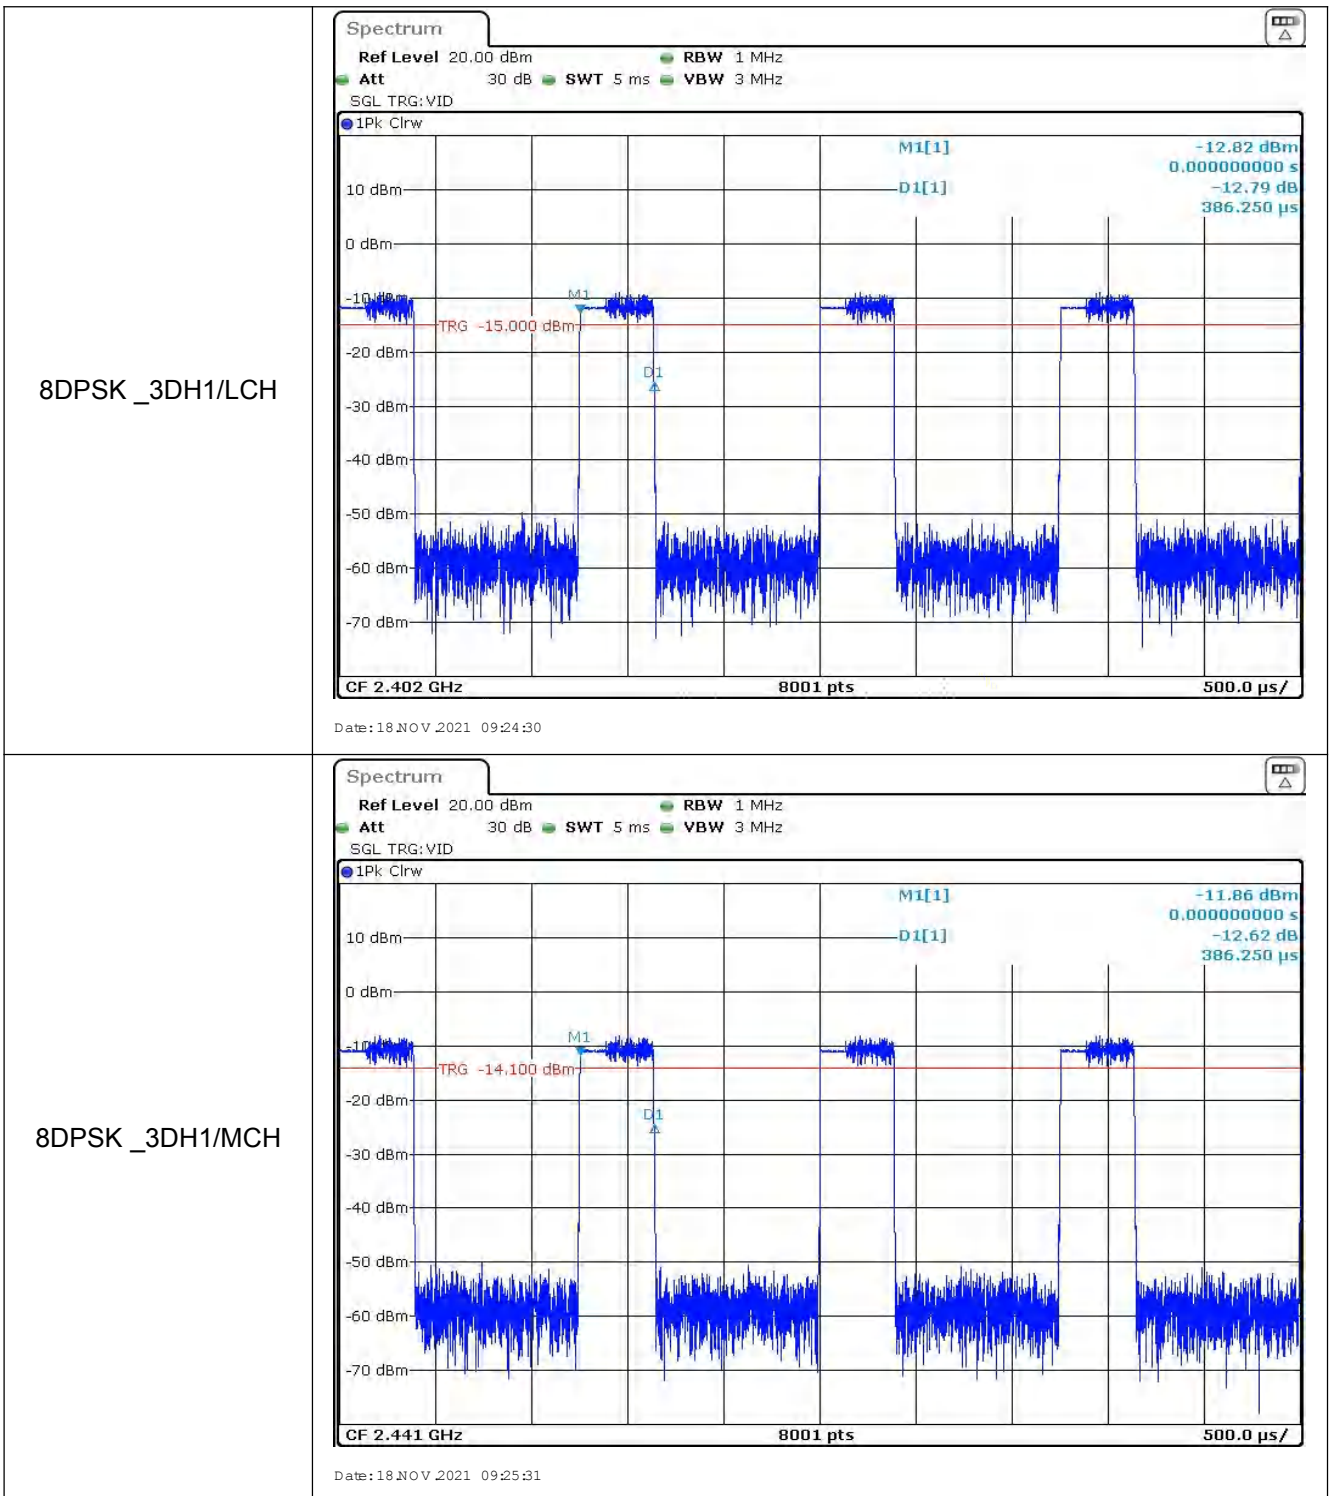 8DPSK _3DH1/LCH
Spectrum
Ref Level 20.00 dBm RBW 1 MHz
Att 30 dB SWT 5 ms VBW 3 MHz
SGL TRG:VID
1Pk Clrw
M1[1] -12.82 dBm
0.000000000 s
D1[1] -12.79 dB
386.250 µs
10 dBm
0 dBm
-10 dBm
M1
TRG -15.000 dBm
-20 dBm
D1
-30 dBm
-40 dBm
-50 dBm
-60 dBm
-70 dBm
CF 2.402 GHz 8001 pts 500.0 µs/
Date:18.NOV.2021 09:24:30
8DPSK _3DH1/MCH
Spectrum
Ref Level 20.00 dBm RBW 1 MHz
Att 30 dB SWT 5 ms VBW 3 MHz
SGL TRG:VID
1Pk Clrw
M1[1] -11.86 dBm
0.000000000 s
D1[1] -12.62 dB
386.250 µs
10 dBm
0 dBm
-10 dBm
M1
TRG -14.100 dBm
-20 dBm
D1
-30 dBm
-40 dBm
-50 dBm
-60 dBm
-70 dBm
CF 2.441 GHz 8001 pts 500.0 µs/
Date:18.NOV.2021 09:25:31